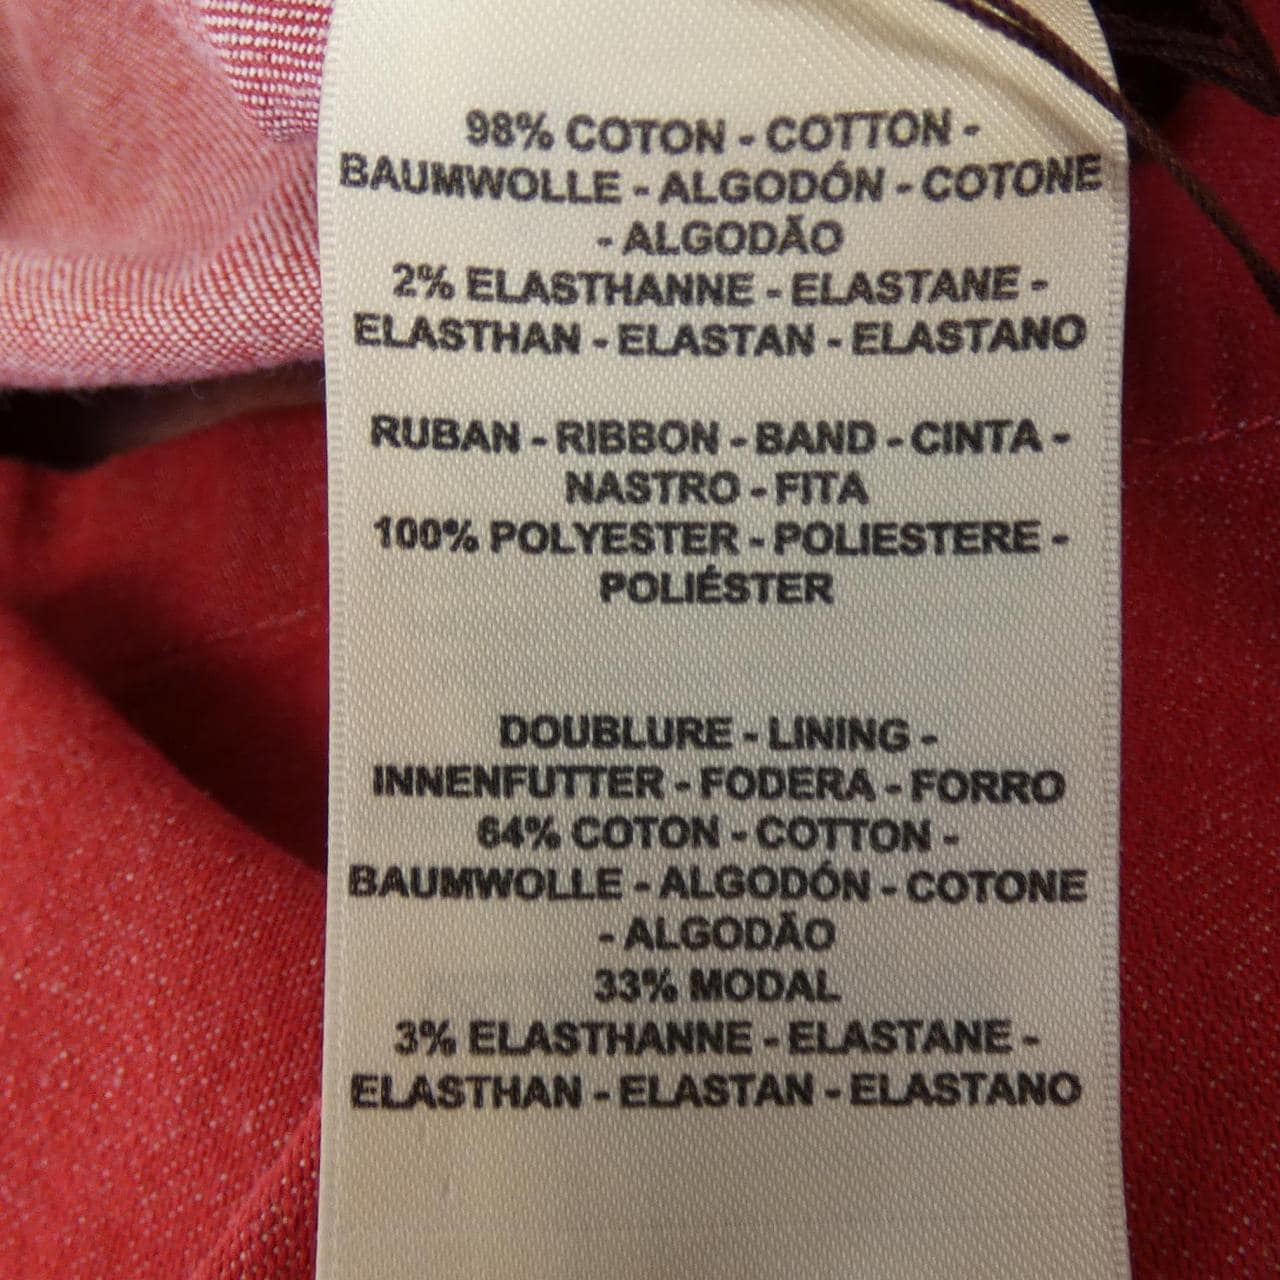 98% COTON - COTTON -
BAUMWOLLE - ALGODÓN - COTONE
- ALGODÃO
2% ELASTHANNE - ELASTANE -
ELASTHAN - ELASTAN - ELASTANO
RUBAN - RIBBON - BAND - CINTA -
NASTRO - FITA
100% POLYESTER - POLIESTERE -
POLIÉSTER
DOUBLURE - LINING -
INNENFUTTER - FODERA - FORRO
64% COTON - COTTON -
BAUMWOLLE - ALGODÓN - COTONE
- ALGODÃO
33% MODAL
3% ELASTHANNE - ELASTANE -
ELASTHAN - ELASTAN - ELASTANO